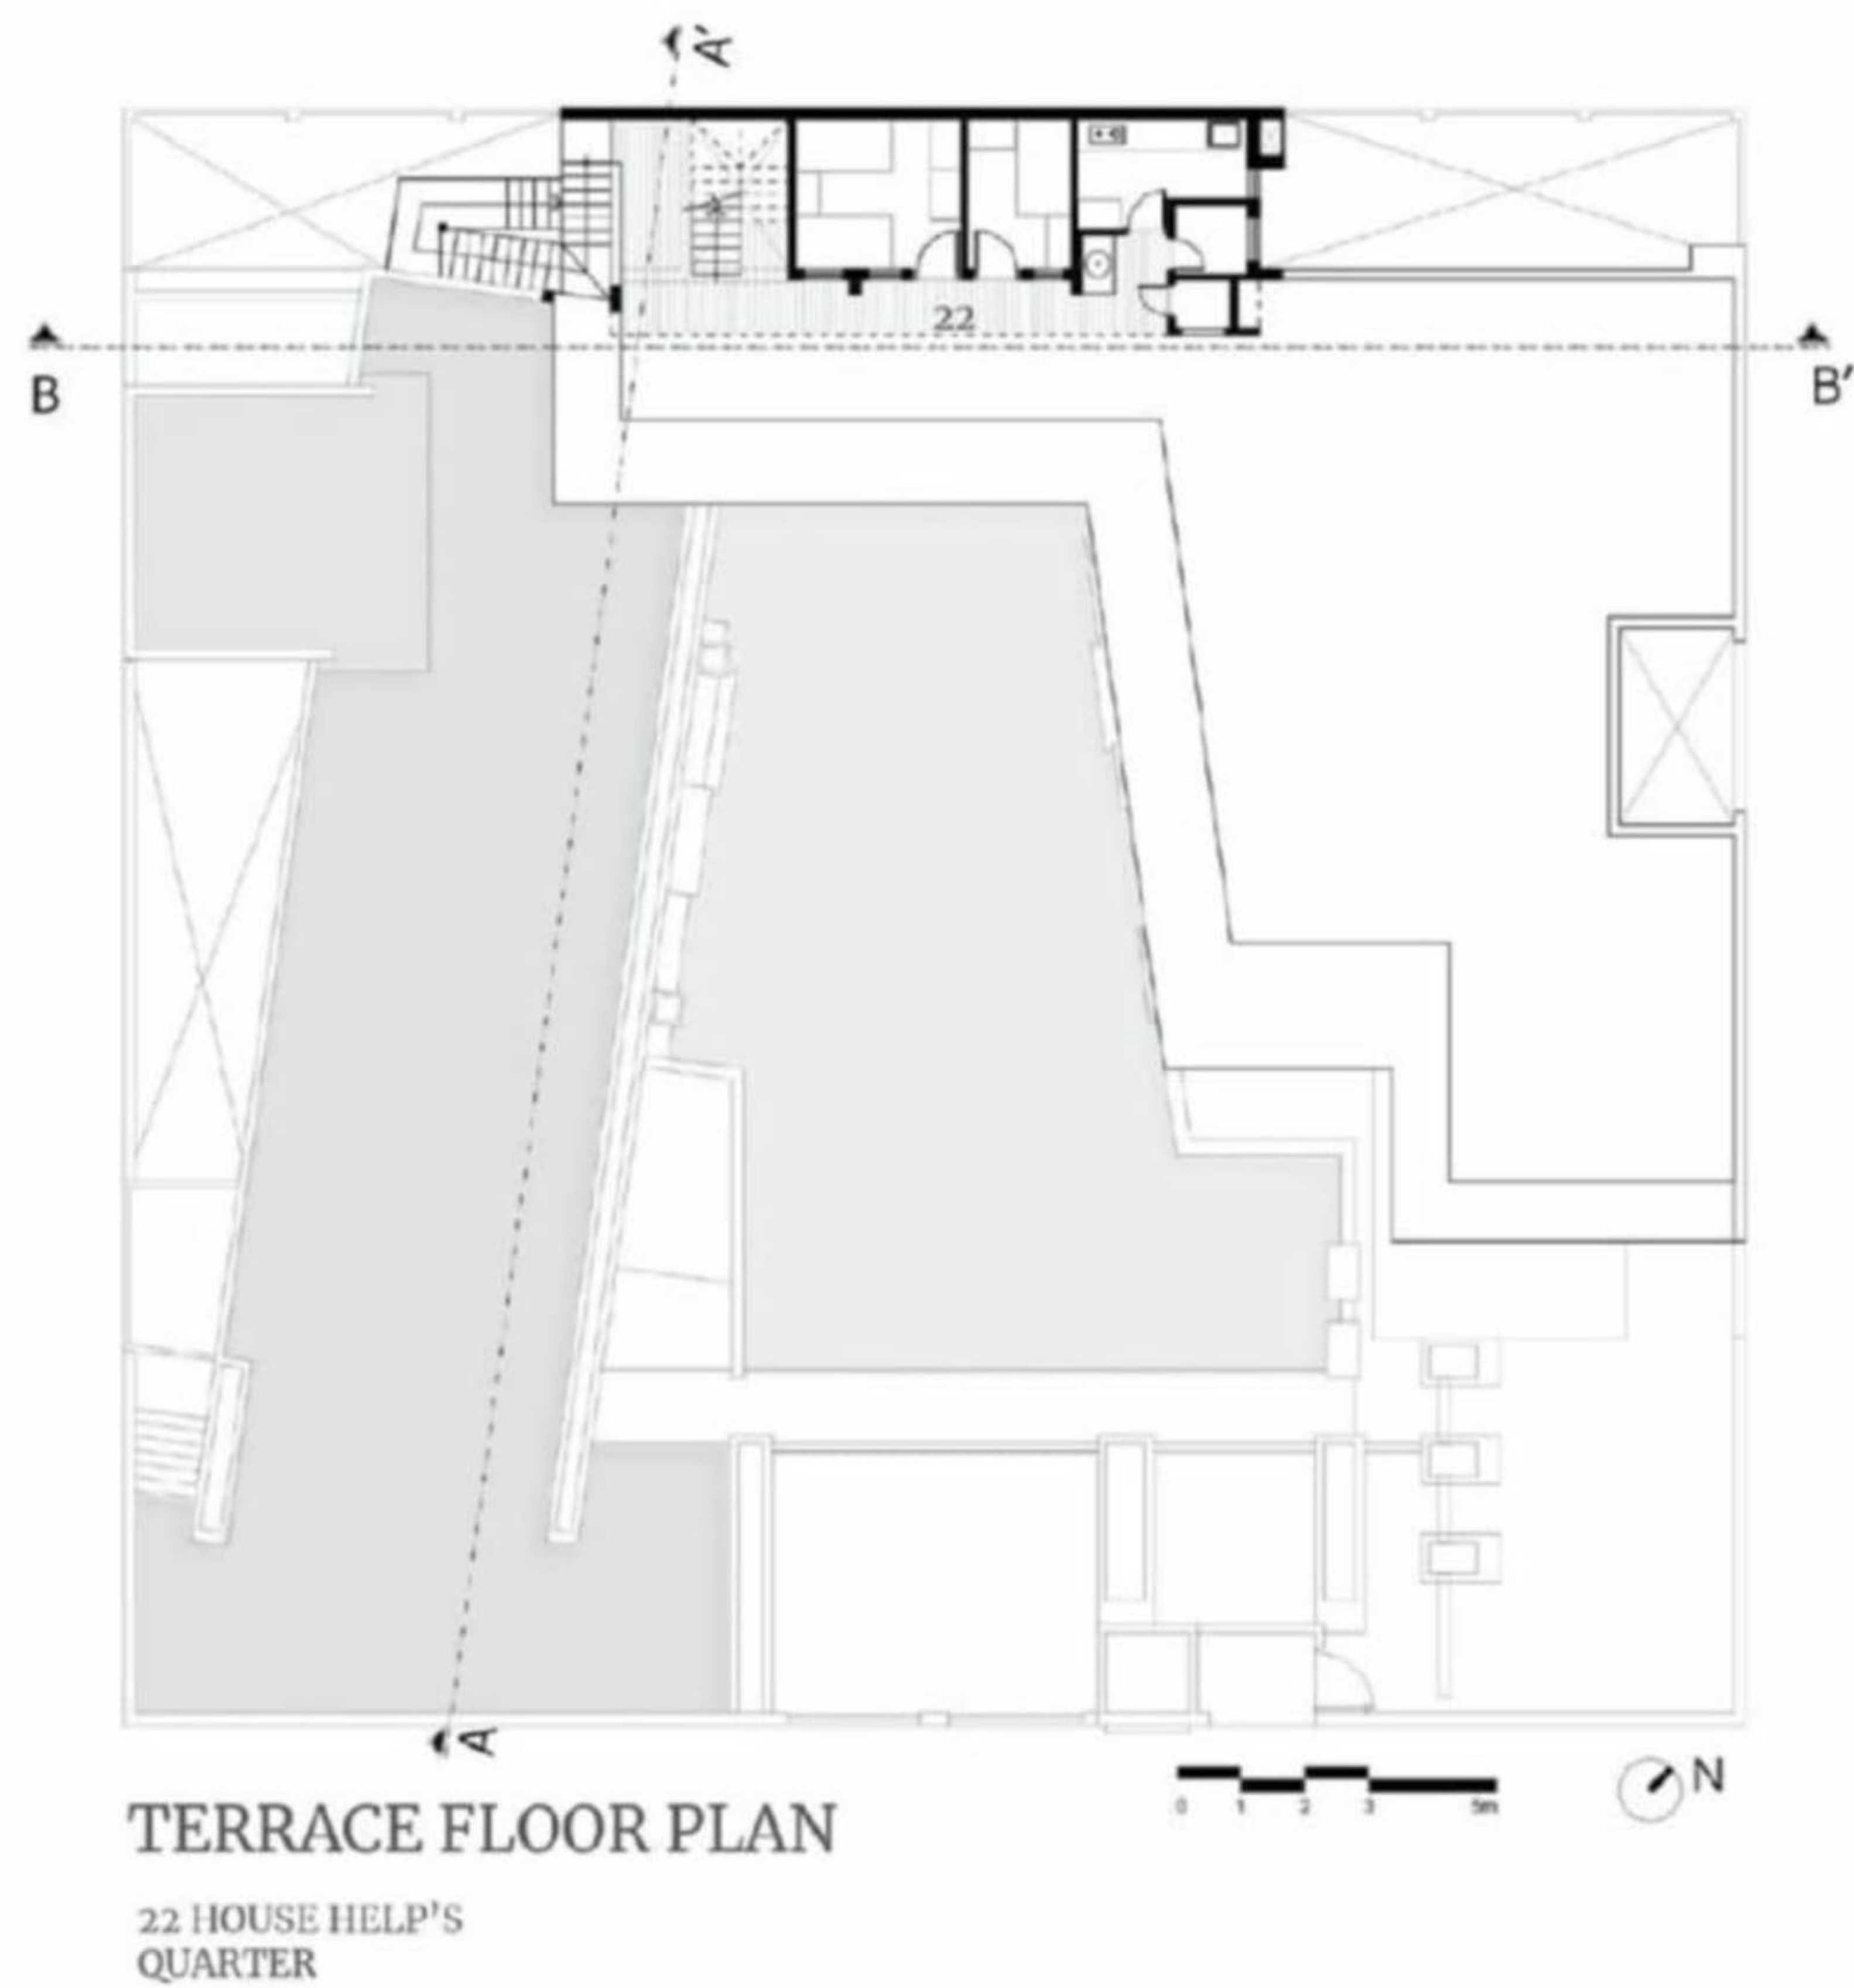 A'
22
B
B'
A
0 1 2 3 5m
N
TERRACE FLOOR PLAN
22 HOUSE HELP'S
QUARTER